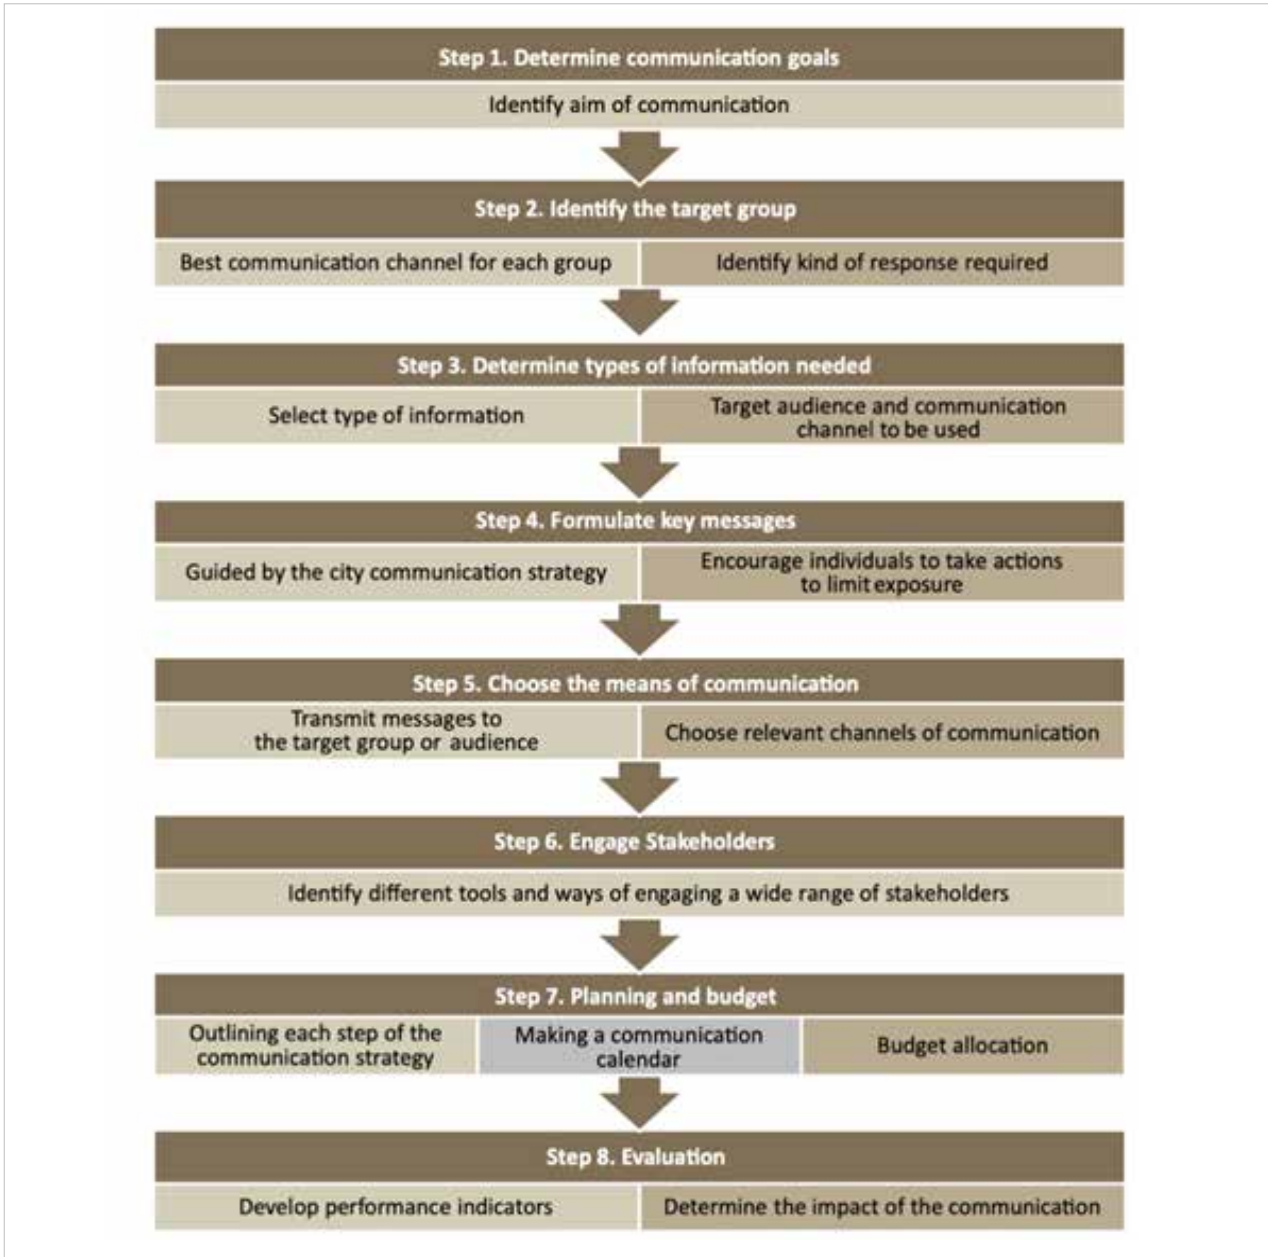 Step 1. Determine communication goals
Identify aim of communication
Step 2. Identify the target group
Best communication channel for each group
Identify kind of response required
Step 3. Determine types of information needed
Select type of information
Target audience and communication
channel to be used
Step 4. Formulate key messages
Guided by the city communication strategy
Encourage individuals to take actions
to limit exposure
Step 5. Choose the means of communication
Transmit messages to
the target group or audience
Choose relevant channels of communication
Step 6. Engage Stakeholders
Identify different tools and ways of engaging a wide range of stakeholders
Step 7. Planning and budget
Outlining each step of the
communication strategy
Making a communication
calendar
Budget allocation
Step 8. Evaluation
Develop performance indicators
Determine the impact of the communication